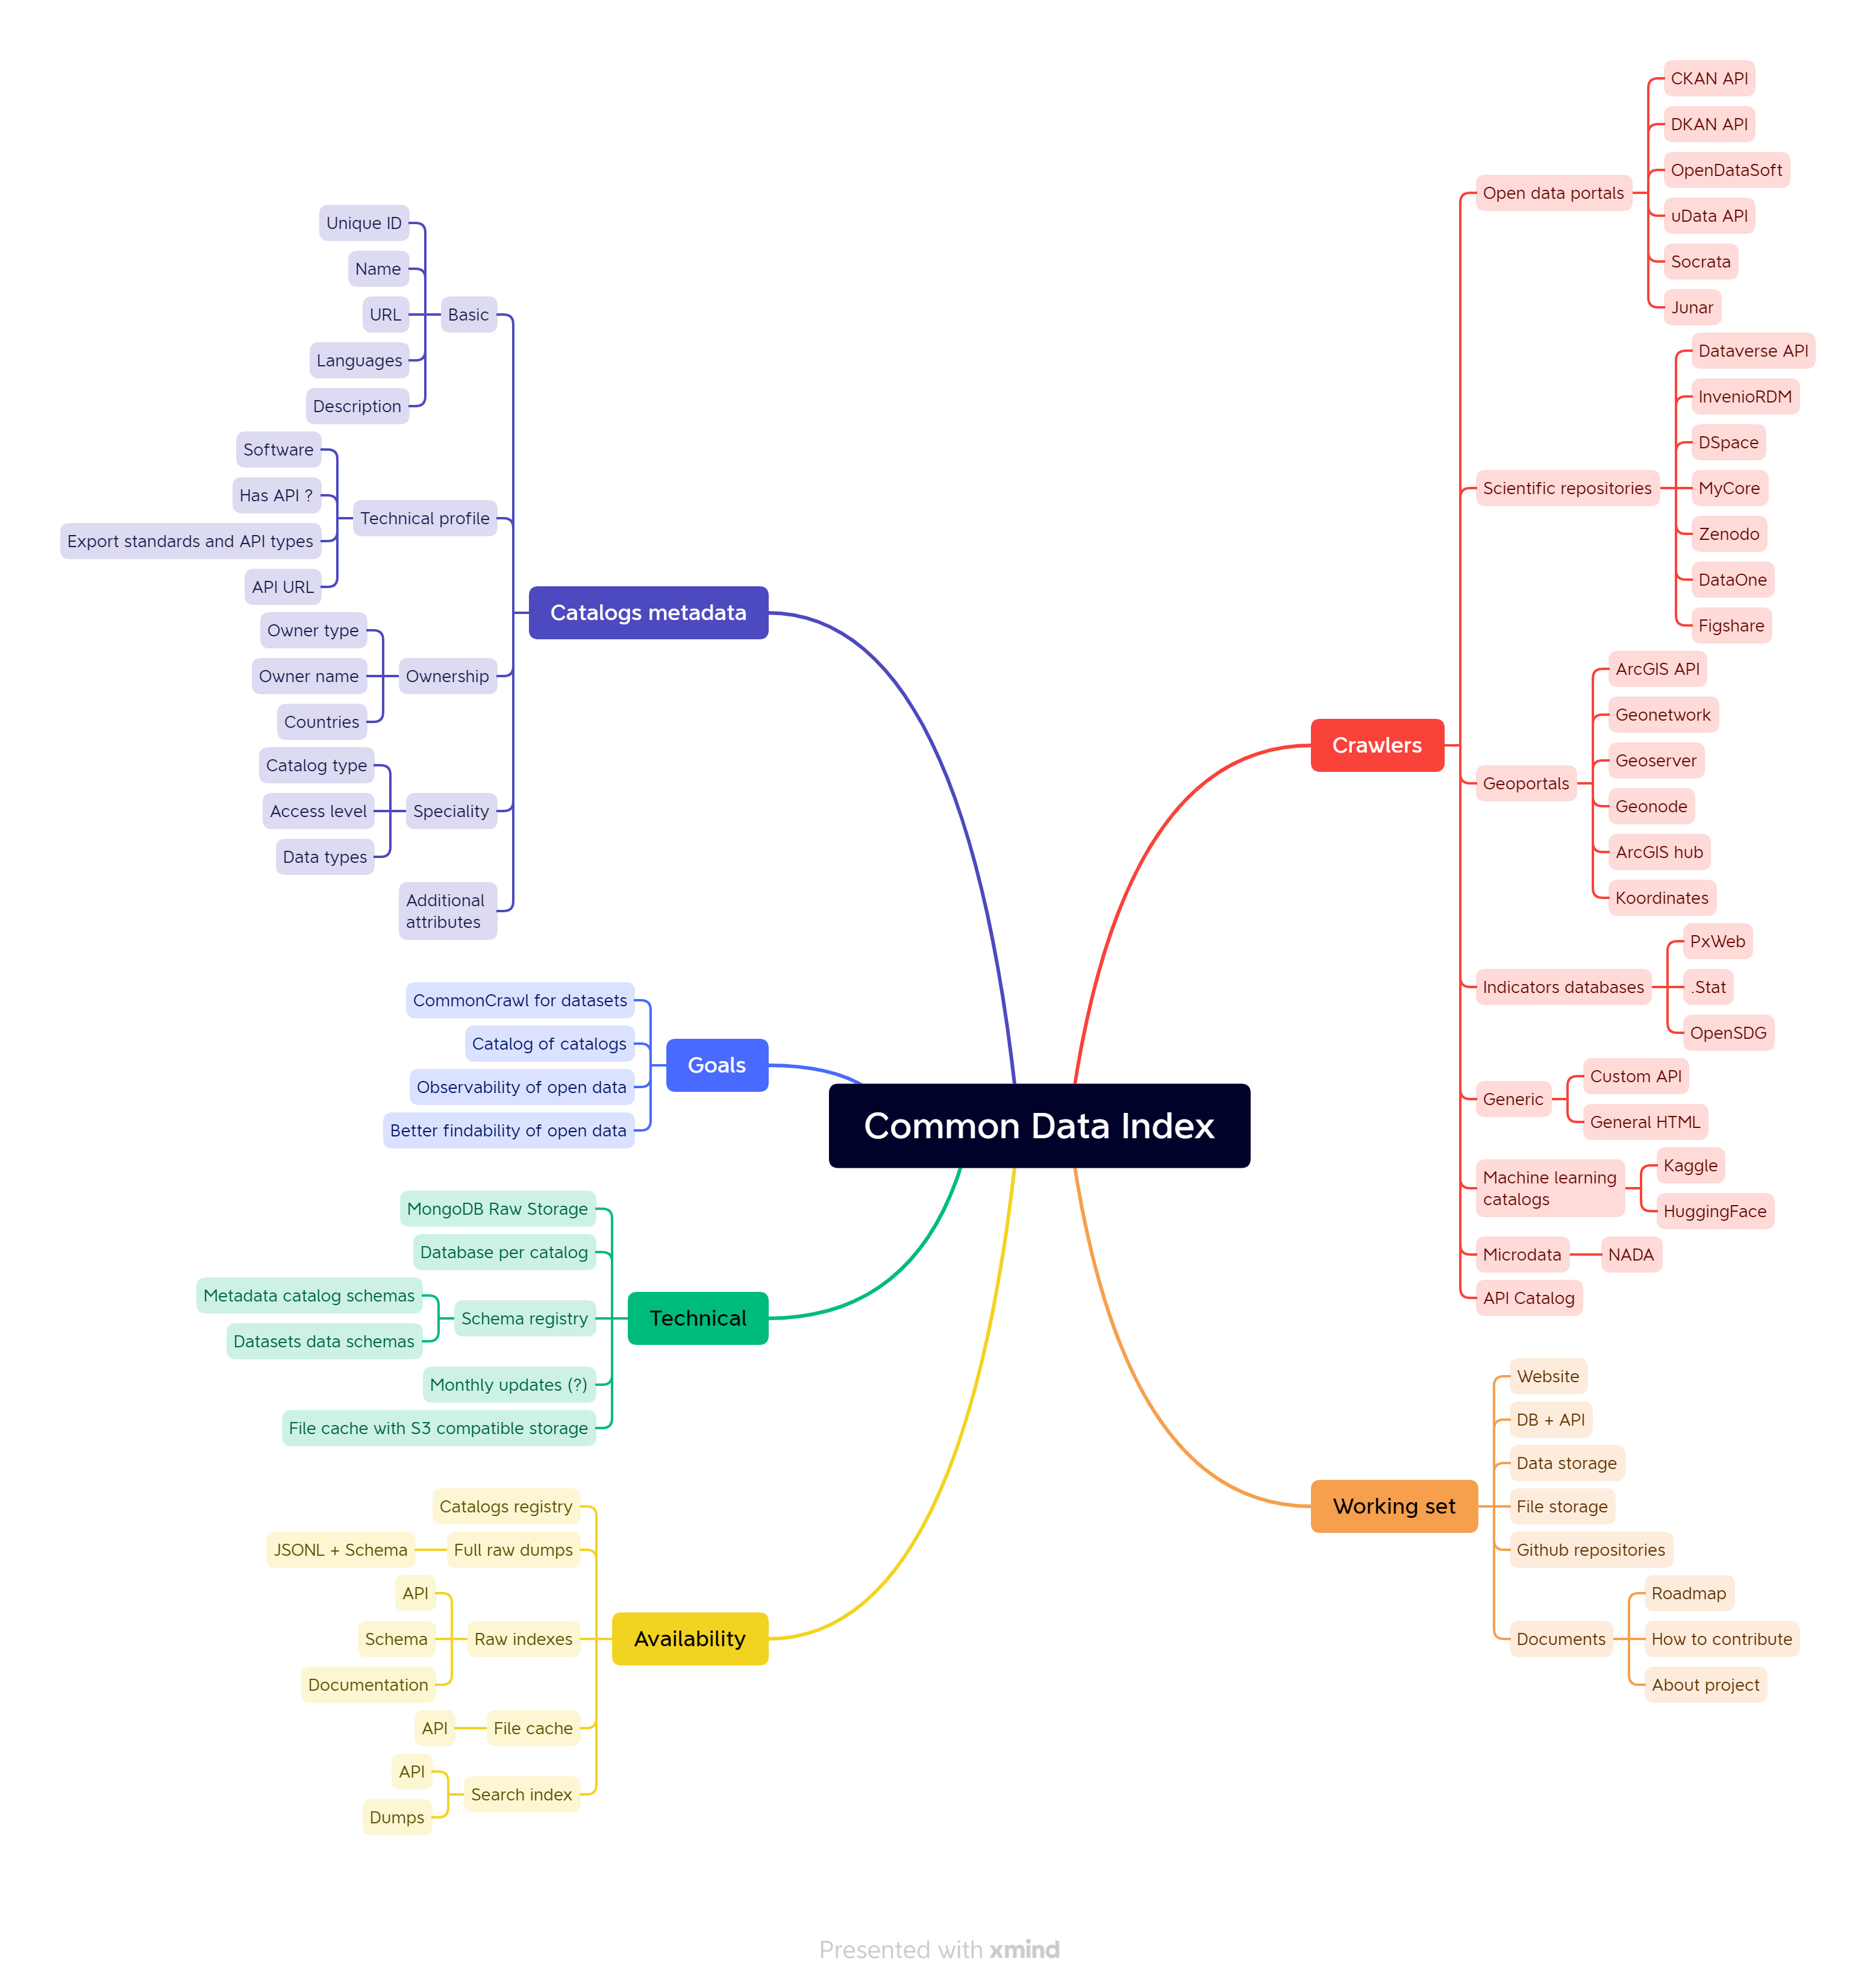 Common Data Index
Crawlers
Open data portals
CKAN API
DKAN API
OpenDataSoft
uData API
Socrata
Junar
Scientific repositories
Dataverse API
InvenioRDM
DSpace
MyCore
Zenodo
DataOne
Figshare
Geoportals
ArcGIS API
Geonetwork
Geoserver
Geonode
ArcGIS hub
Koordinates
Indicators databases
PxWeb
.Stat
OpenSDG
Generic
Custom API
General HTML
Machine learning
catalogs
Kaggle
HuggingFace
Microdata
NADA
API Catalog
Working set
Website
DB + API
Data storage
File storage
Github repositories
Documents
Roadmap
How to contribute
About project
Catalogs metadata
Basic
Unique ID
Name
URL
Languages
Description
Technical profile
Software
Has API ?
Export standards and API types
API URL
Ownership
Owner type
Owner name
Countries
Speciality
Catalog type
Access level
Data types
Additional
attributes
Goals
CommonCrawl for datasets
Catalog of catalogs
Observability of open data
Better findability of open data
Technical
MongoDB Raw Storage
Database per catalog
Schema registry
Metadata catalog schemas
Datasets data schemas
Monthly updates (?)
File cache with S3 compatible storage
Availability
Catalogs registry
Full raw dumps
JSONL + Schema
Raw indexes
API
Schema
Documentation
File cache
API
Search index
API
Dumps
Presented with xmind